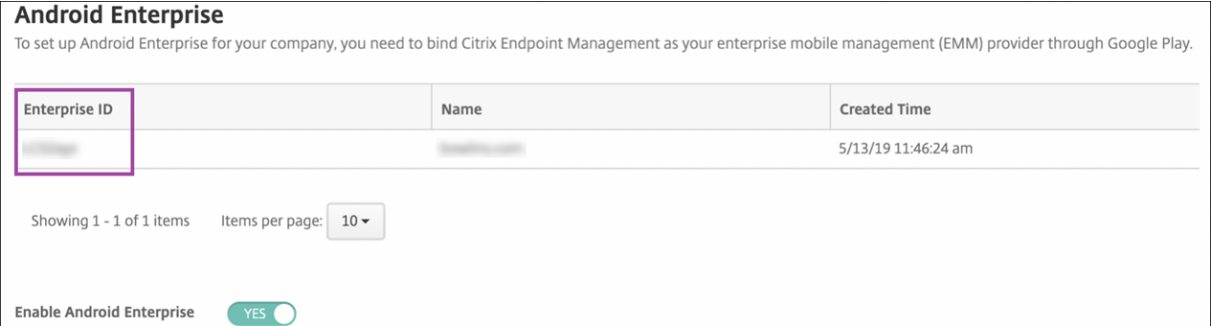 Android Enterprise
To set up Android Enterprise for your company, you need to bind Citrix Endpoint Management as your enterprise mobile management (EMM) provider through Google Play.
Enterprise ID Name Created Time
5/13/19 11:46:24 am
Showing 1 - 1 of 1 items Items per page: 10
Enable Android Enterprise YES